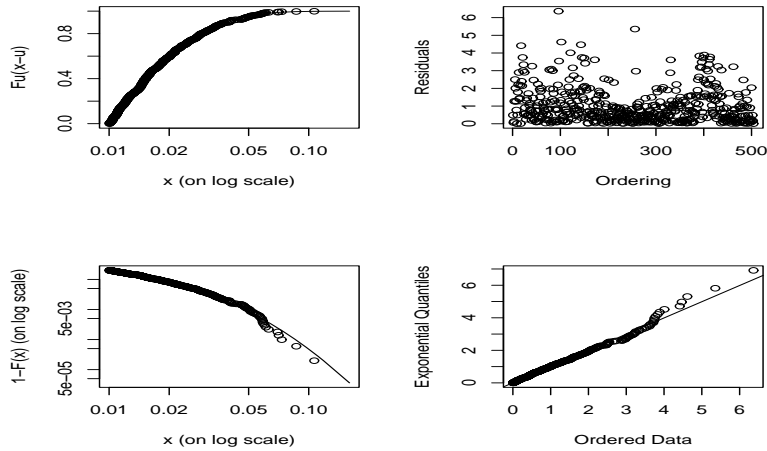 Fu(x−u)
0.0 0.4 0.8
0.01 0.02 0.05 0.10
x (on log scale)
Residuals
0 1 2 3 4 5 6
0 100 300 500
Ordering
1−F(x) (on log scale)
5e−05 5e−03
0.01 0.02 0.05 0.10
x (on log scale)
Exponential Quantiles
0 2 4 6
0 1 2 3 4 5 6
Ordered Data